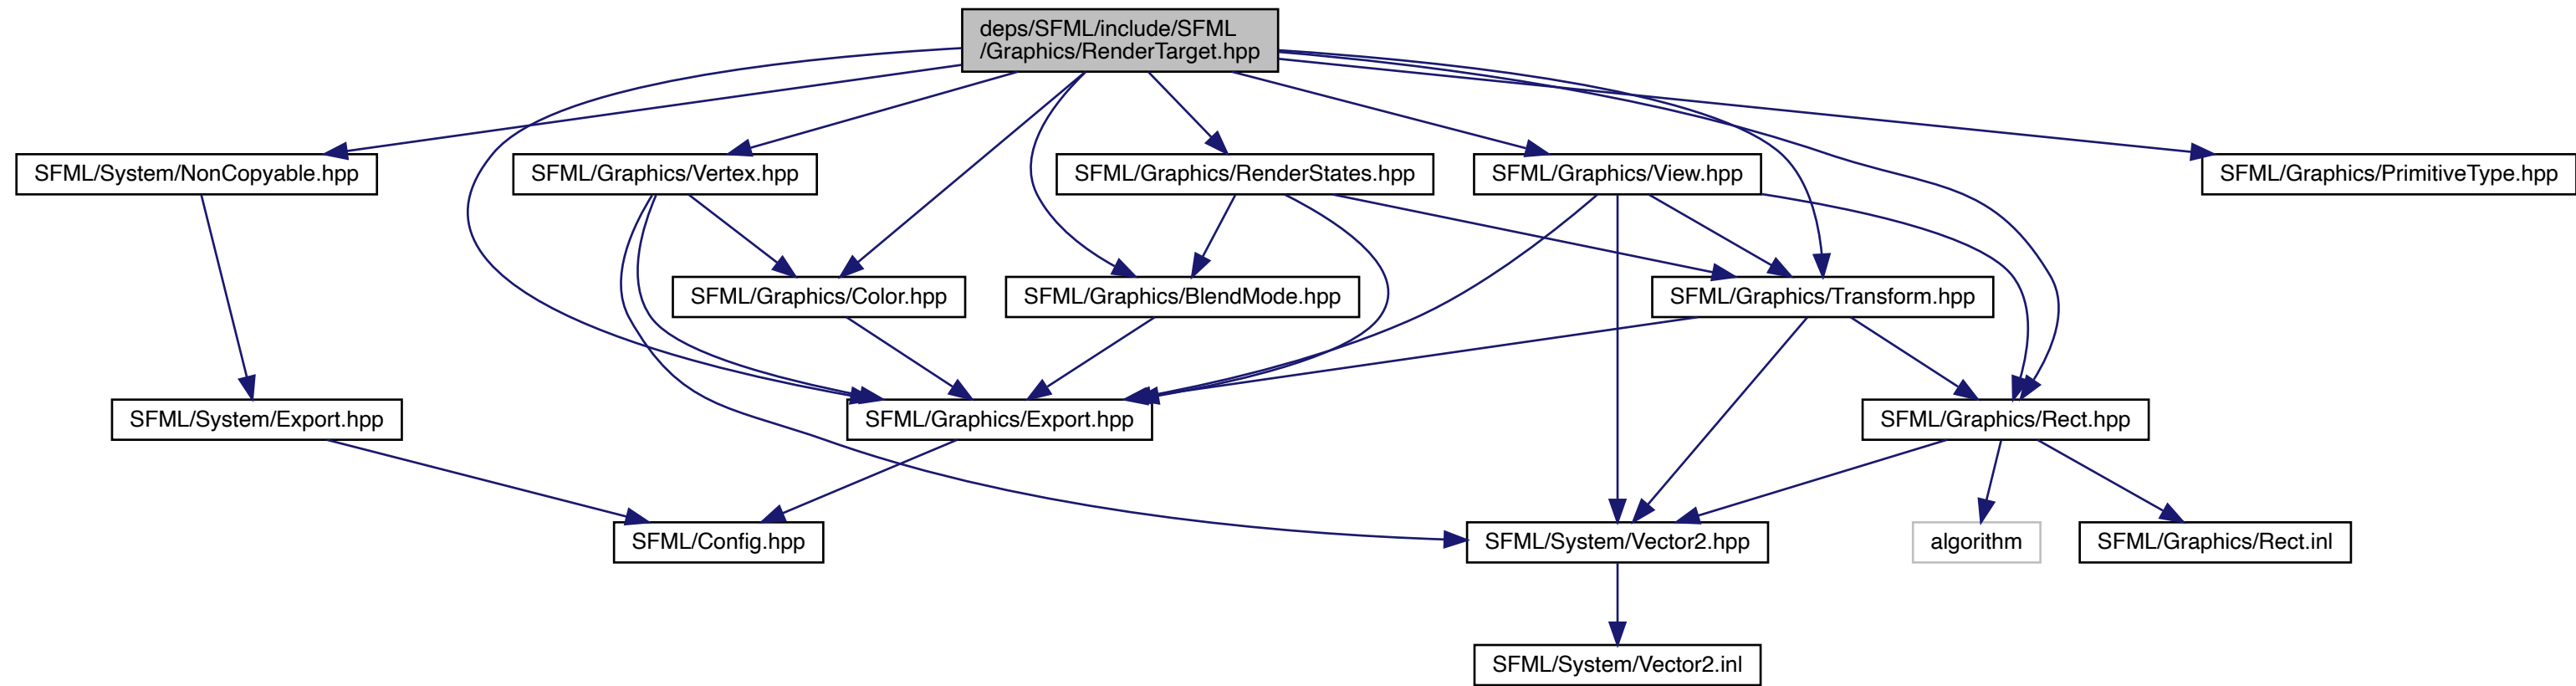 deps/SFML/include/SFML
/Graphics/RenderTarget.hpp
SFML/System/NonCopyable.hpp
SFML/Graphics/Vertex.hpp
SFML/Graphics/RenderStates.hpp
SFML/Graphics/View.hpp
SFML/Graphics/PrimitiveType.hpp
SFML/Graphics/Color.hpp
SFML/Graphics/BlendMode.hpp
SFML/Graphics/Transform.hpp
SFML/System/Export.hpp
SFML/Graphics/Export.hpp
SFML/Graphics/Rect.hpp
SFML/Config.hpp
SFML/System/Vector2.hpp
algorithm
SFML/Graphics/Rect.inl
SFML/System/Vector2.inl